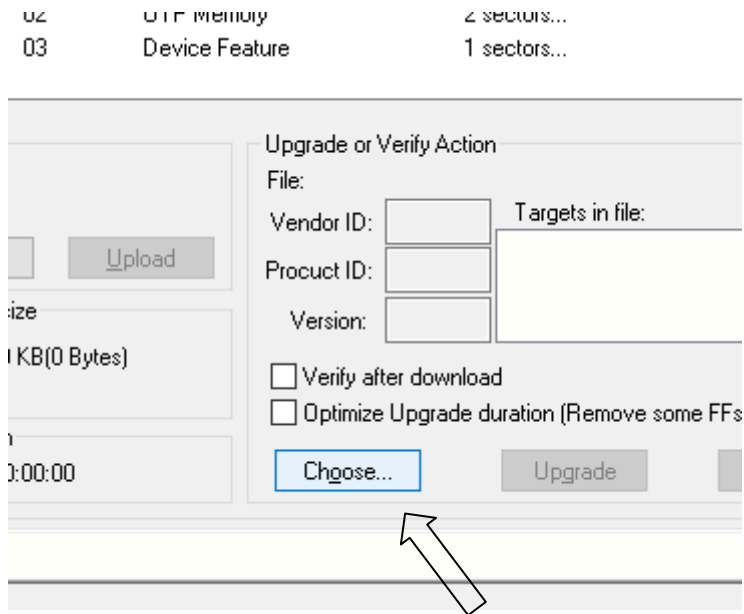 03 Device Feature 1 sectors...
Upgrade or Verify Action
File:
Vendor ID:
Targets in file:
Upload
Procuct ID:
Version:
KB(0 Bytes)
Verify after download
Optimize Upgrade duration (Remove some FFs
0:00:00
Choose...
Upgrade